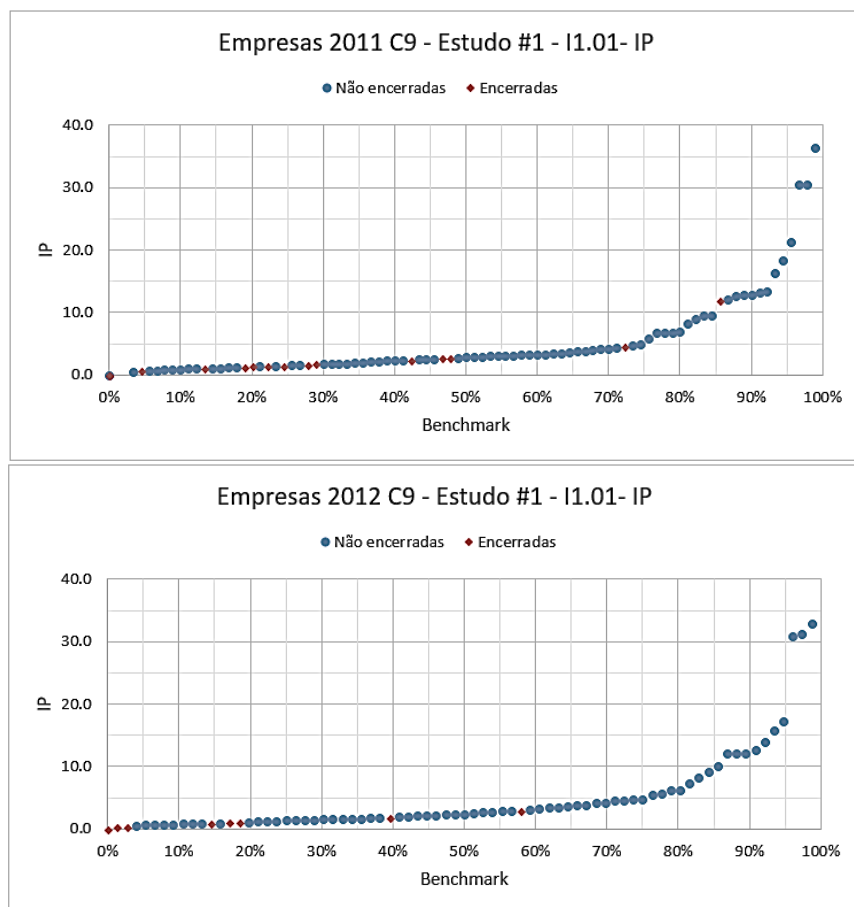 Empresas 2011 C9 - Estudo #1 - I1.01- IP
Não encerradas Encerradas
40.0
30.0
20.0
10.0
0.0
IP
0% 10% 20% 30% 40% 50% 60% 70% 80% 90% 100%
Benchmark
Empresas 2012 C9 - Estudo #1 - I1.01- IP
Não encerradas Encerradas
40.0
30.0
20.0
10.0
0.0
IP
0% 10% 20% 30% 40% 50% 60% 70% 80% 90% 100%
Benchmark